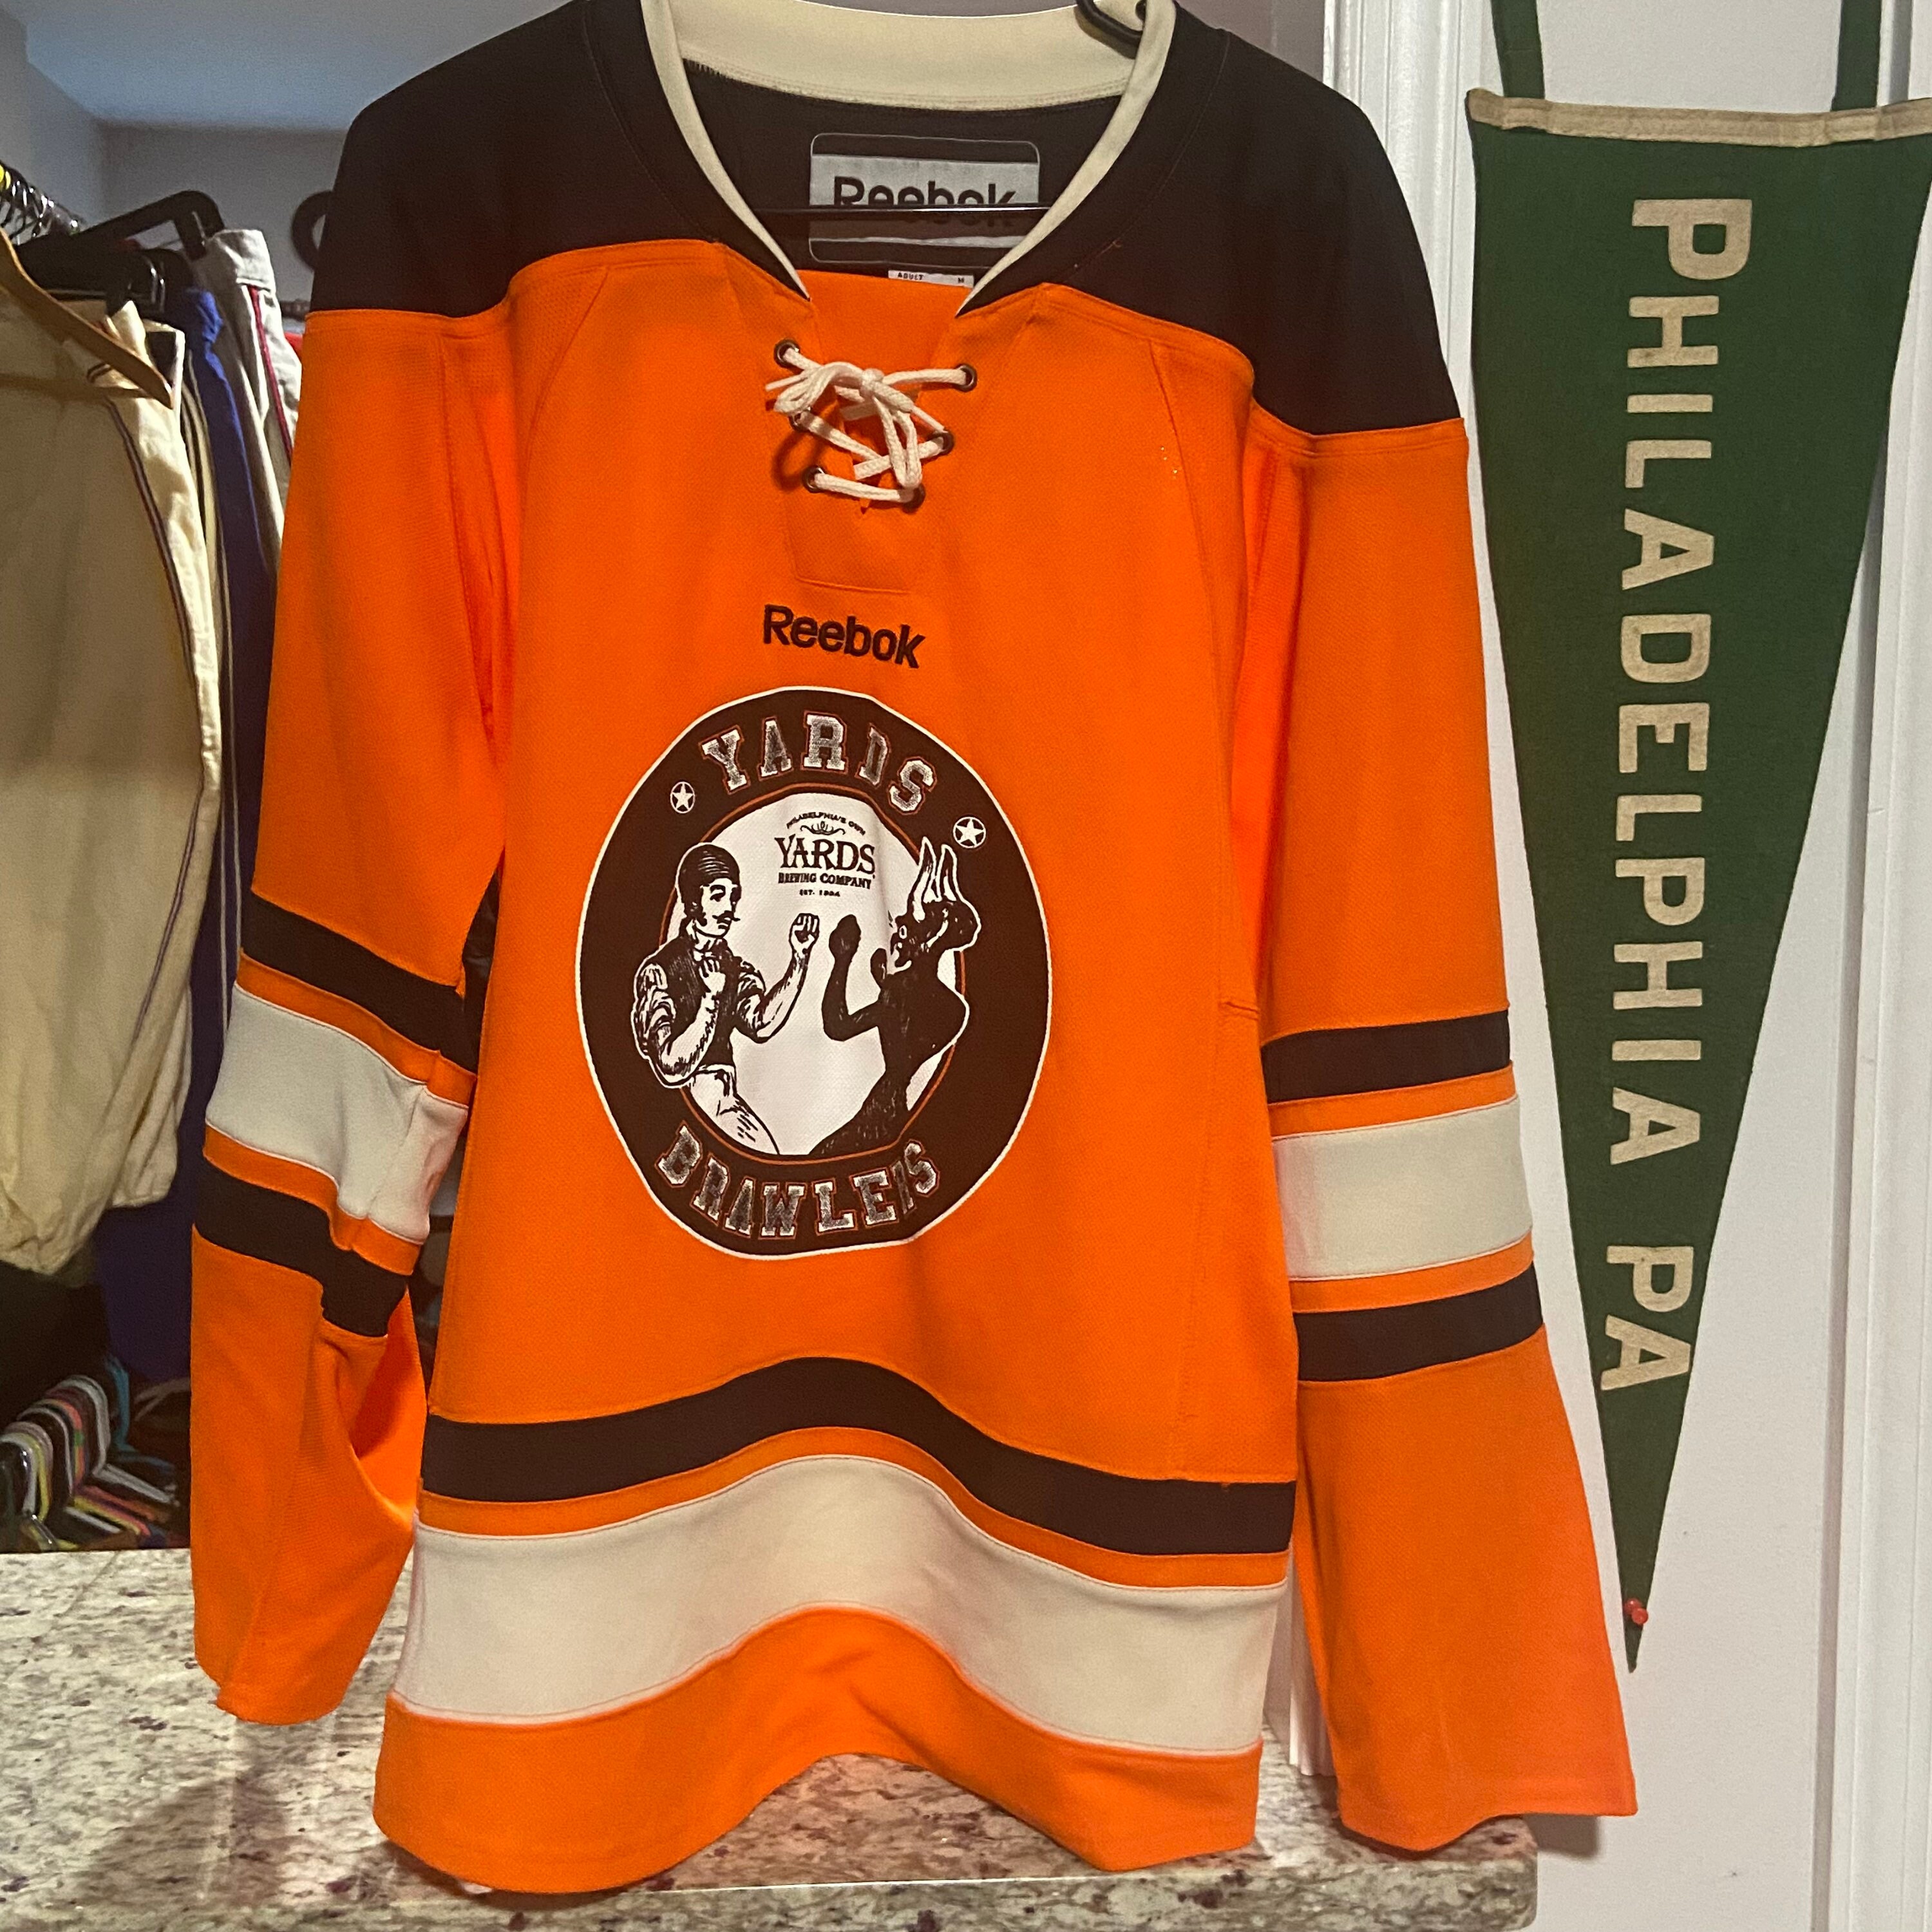 Reebok
ADULT M
Reebok
YARDS
PHILADELPHIA'S OWN
YARDS
BREWING COMPANY
EST. 1994
BRAWLERS
PHILADELPHIA PA